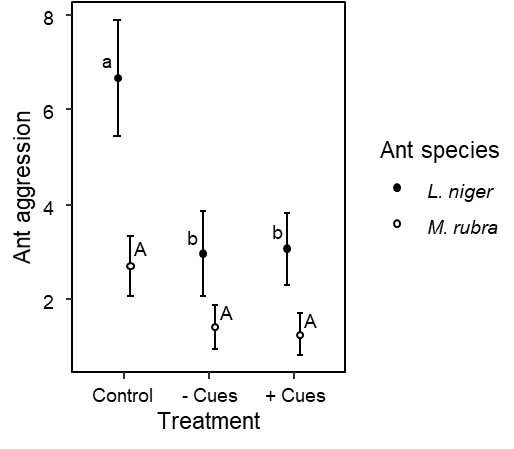 8
6
4
2
Ant aggression
a
A
b
A
b
A
Control
- Cues
+ Cues
Treatment
Ant species
L. niger
M. rubra